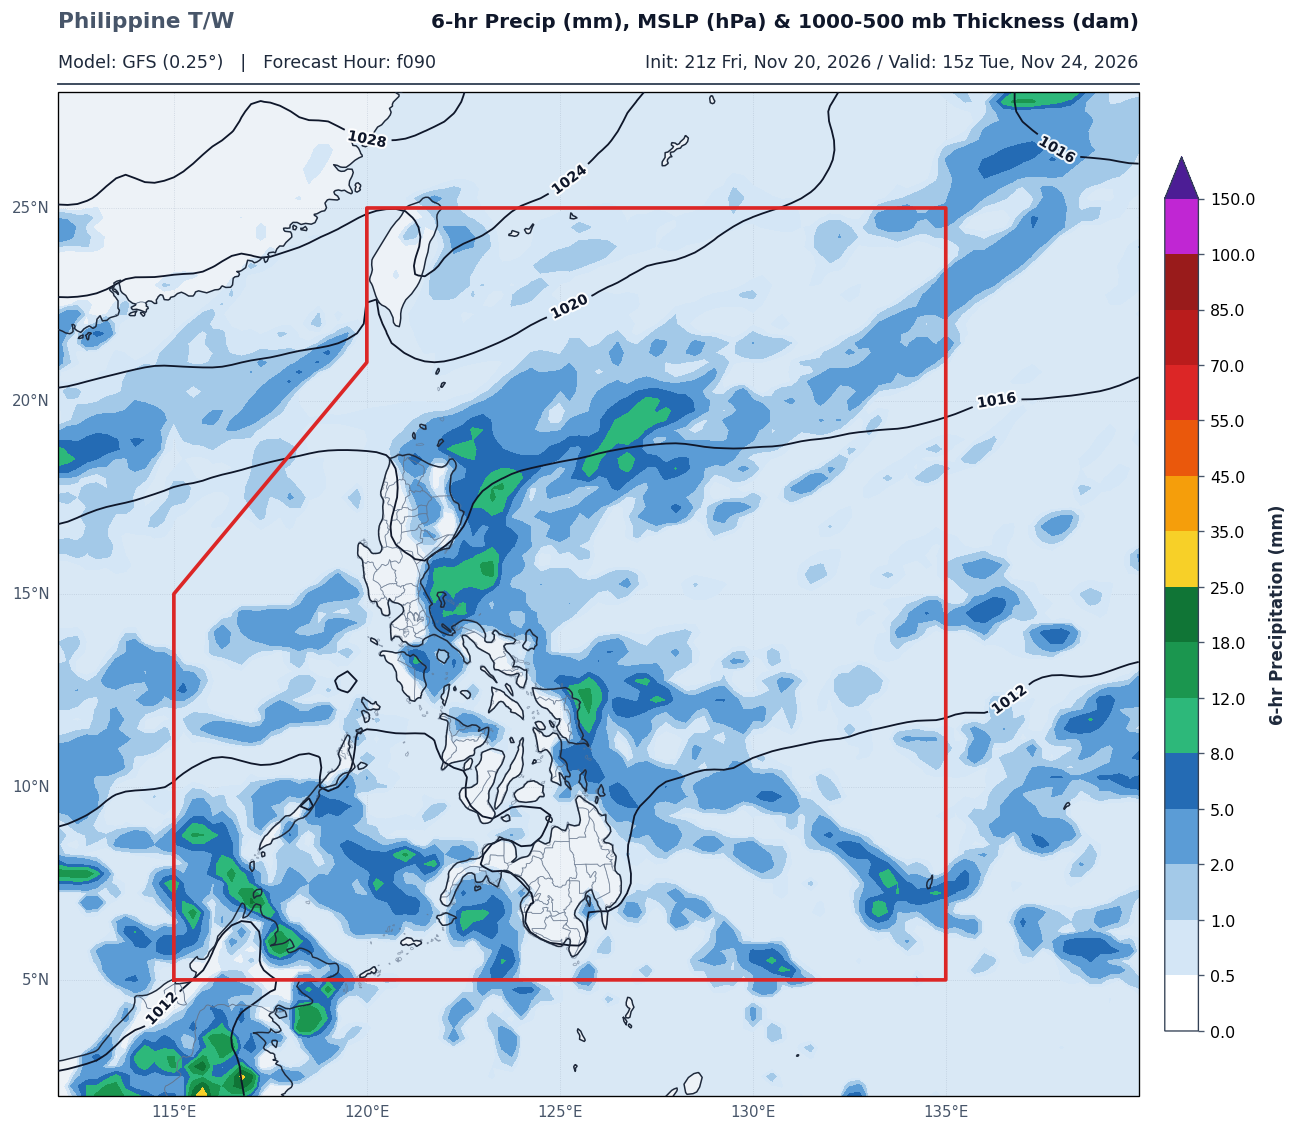 Philippine T/W
6-hr Precip (mm), MSLP (hPa) & 1000-500 mb Thickness (dam)
Model: GFS (0.25°) | Forecast Hour: f090
Init: 21z Fri, Nov 20, 2026 / Valid: 15z Tue, Nov 24, 2026
1028
1024
1016
1020
1016
1012
1012
25°N
20°N
15°N
10°N
5°N
115°E
120°E
125°E
130°E
135°E
150.0
100.0
85.0
70.0
55.0
45.0
35.0
25.0
18.0
12.0
8.0
5.0
2.0
1.0
0.5
0.0
6-hr Precipitation (mm)